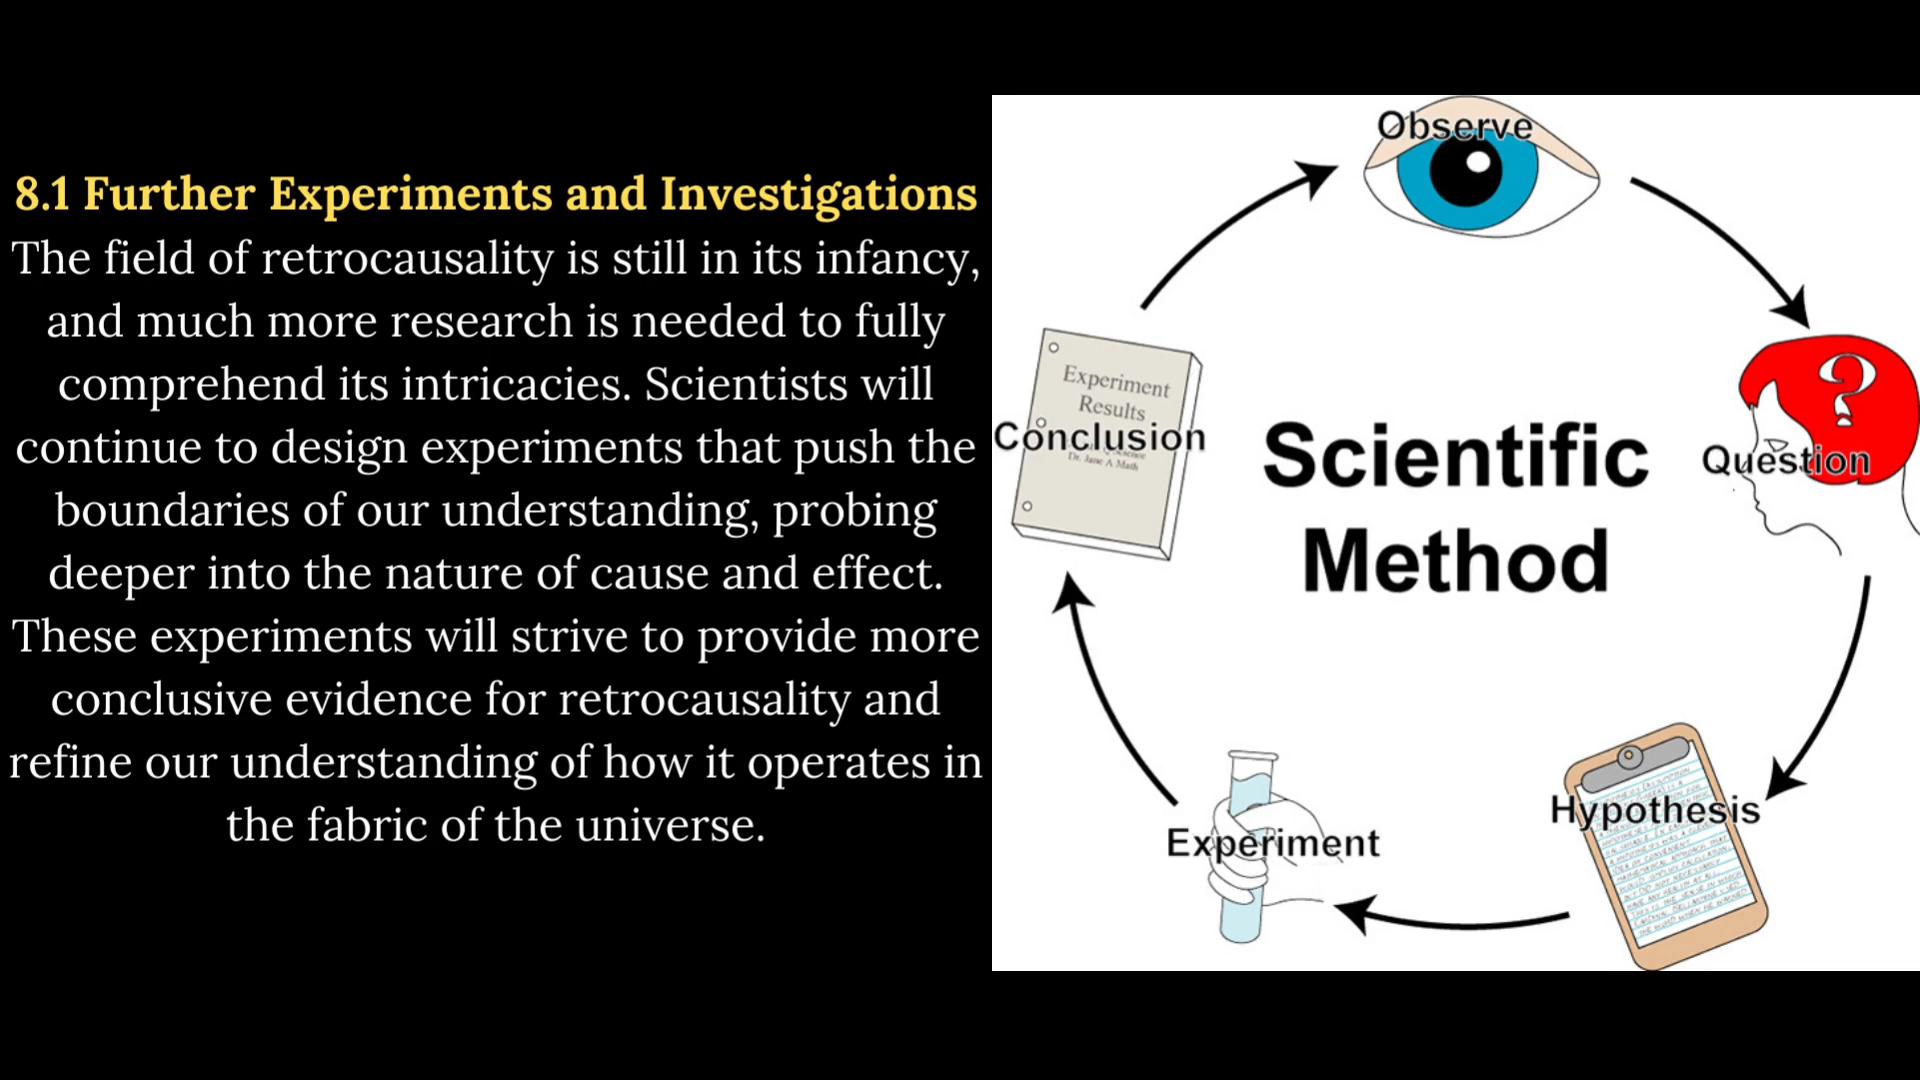 8.1 Further Experiments and Investigations
The field of retrocausality is still in its infancy,
and much more research is needed to fully
comprehend its intricacies. Scientists will
continue to design experiments that push the
boundaries of our understanding, probing
deeper into the nature of cause and effect.
These experiments will strive to provide more
conclusive evidence for retrocausality and
refine our understanding of how it operates in
the fabric of the universe.
Observe
?
Question
Scientific
Method
Experiment
Results
Conclusion
Science
Dr. Jane A Math
Hypothesis
Experiment